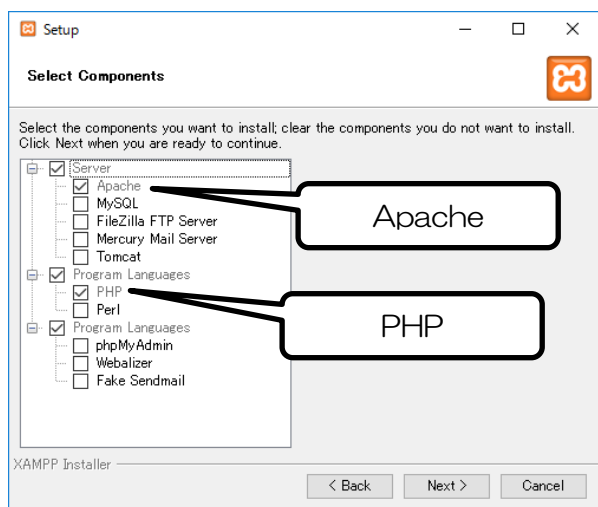 Setup
Select Components
Select the components you want to install; clear the components you do not want to install.
Click Next when you are ready to continue.
Server
Apache
MySQL
FileZilla FTP Server
Mercury Mail Server
Tomcat
Program Languages
PHP
Perl
Program Languages
phpMyAdmin
Webalizer
Fake Sendmail
Apache
PHP
XAMPP Installer
< Back
Next >
Cancel